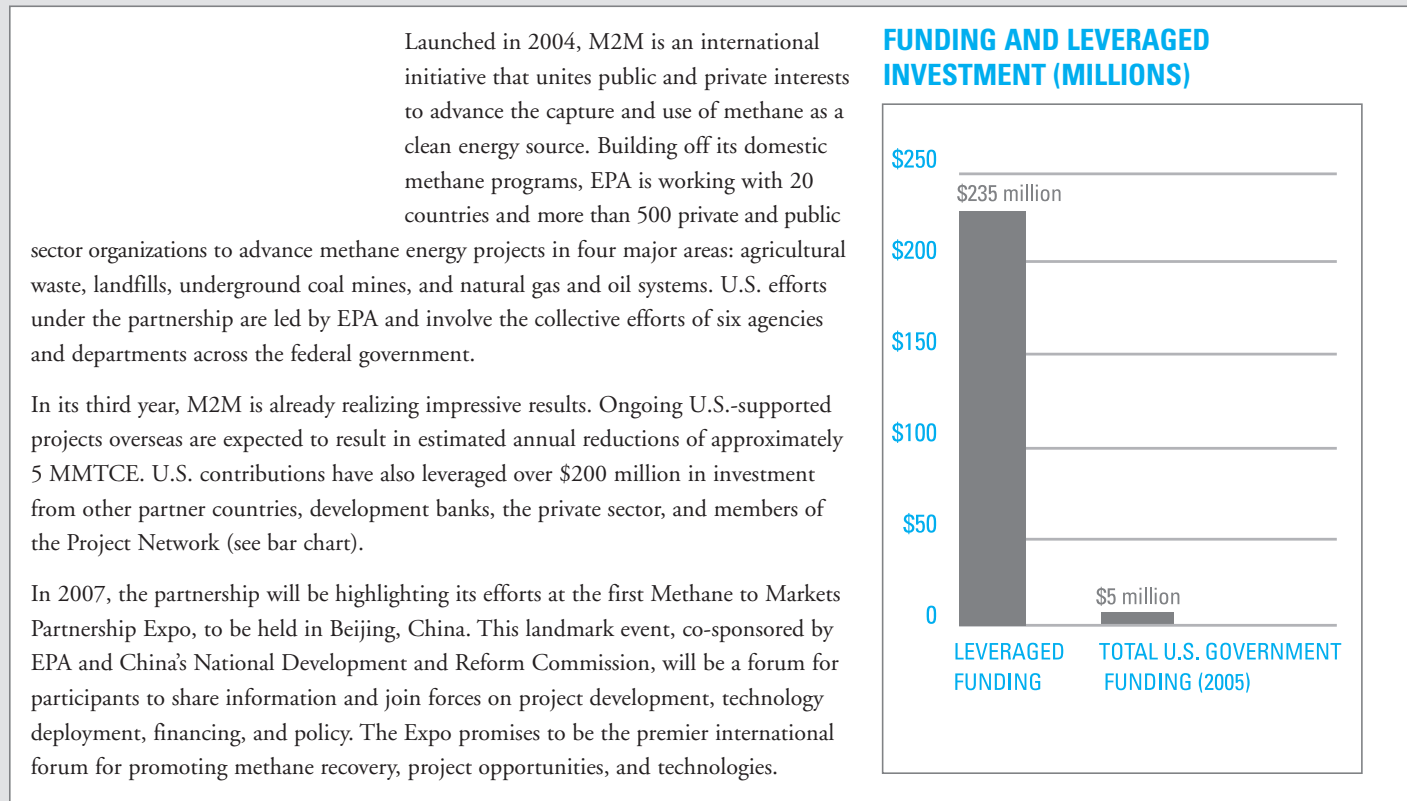 Launched in 2004, M2M is an international
initiative that unites public and private interests
to advance the capture and use of methane as a
clean energy source. Building off its domestic
methane programs, EPA is working with 20
countries and more than 500 private and public
sector organizations to advance methane energy projects in four major areas: agricultural
waste, landfills, underground coal mines, and natural gas and oil systems. U.S. efforts
under the partnership are led by EPA and involve the collective efforts of six agencies
and departments across the federal government.
In its third year, M2M is already realizing impressive results. Ongoing U.S.-supported
projects overseas are expected to result in estimated annual reductions of approximately
5 MMTCE. U.S. contributions have also leveraged over $200 million in investment
from other partner countries, development banks, the private sector, and members of
the Project Network (see bar chart).
In 2007, the partnership will be highlighting its efforts at the first Methane to Markets
Partnership Expo, to be held in Beijing, China. This landmark event, co-sponsored by
EPA and China's National Development and Reform Commission, will be a forum for
participants to share information and join forces on project development, technology
deployment, financing, and policy. The Expo promises to be the premier international
forum for promoting methane recovery, project opportunities, and technologies.
FUNDING AND LEVERAGED
INVESTMENT (MILLIONS)
$250
$235 million
$200
$150
$100
$50
$5 million
0
LEVERAGED
FUNDING
TOTAL U.S. GOVERNMENT
FUNDING (2005)